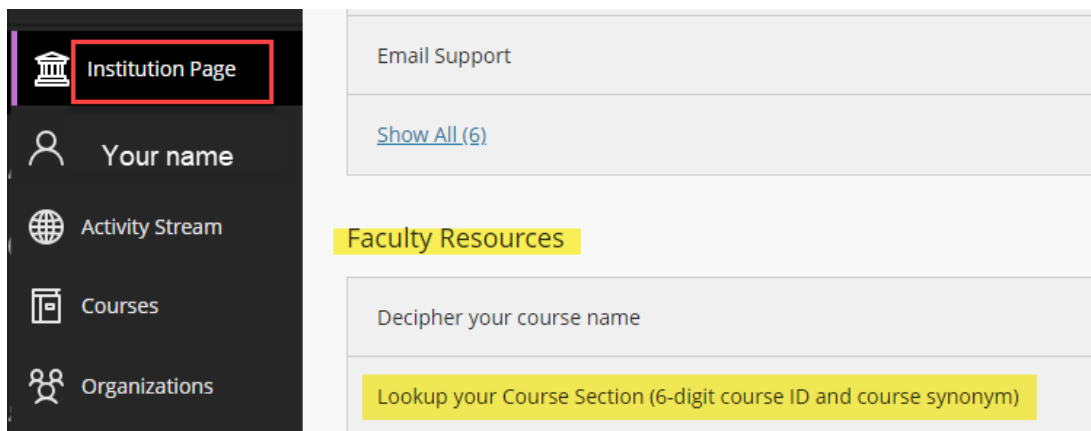 Institution Page
Your name
Activity Stream
Courses
Organizations
Email Support
Show All (6)
Faculty Resources
Decipher your course name
Lookup your Course Section (6-digit course ID and course synonym)